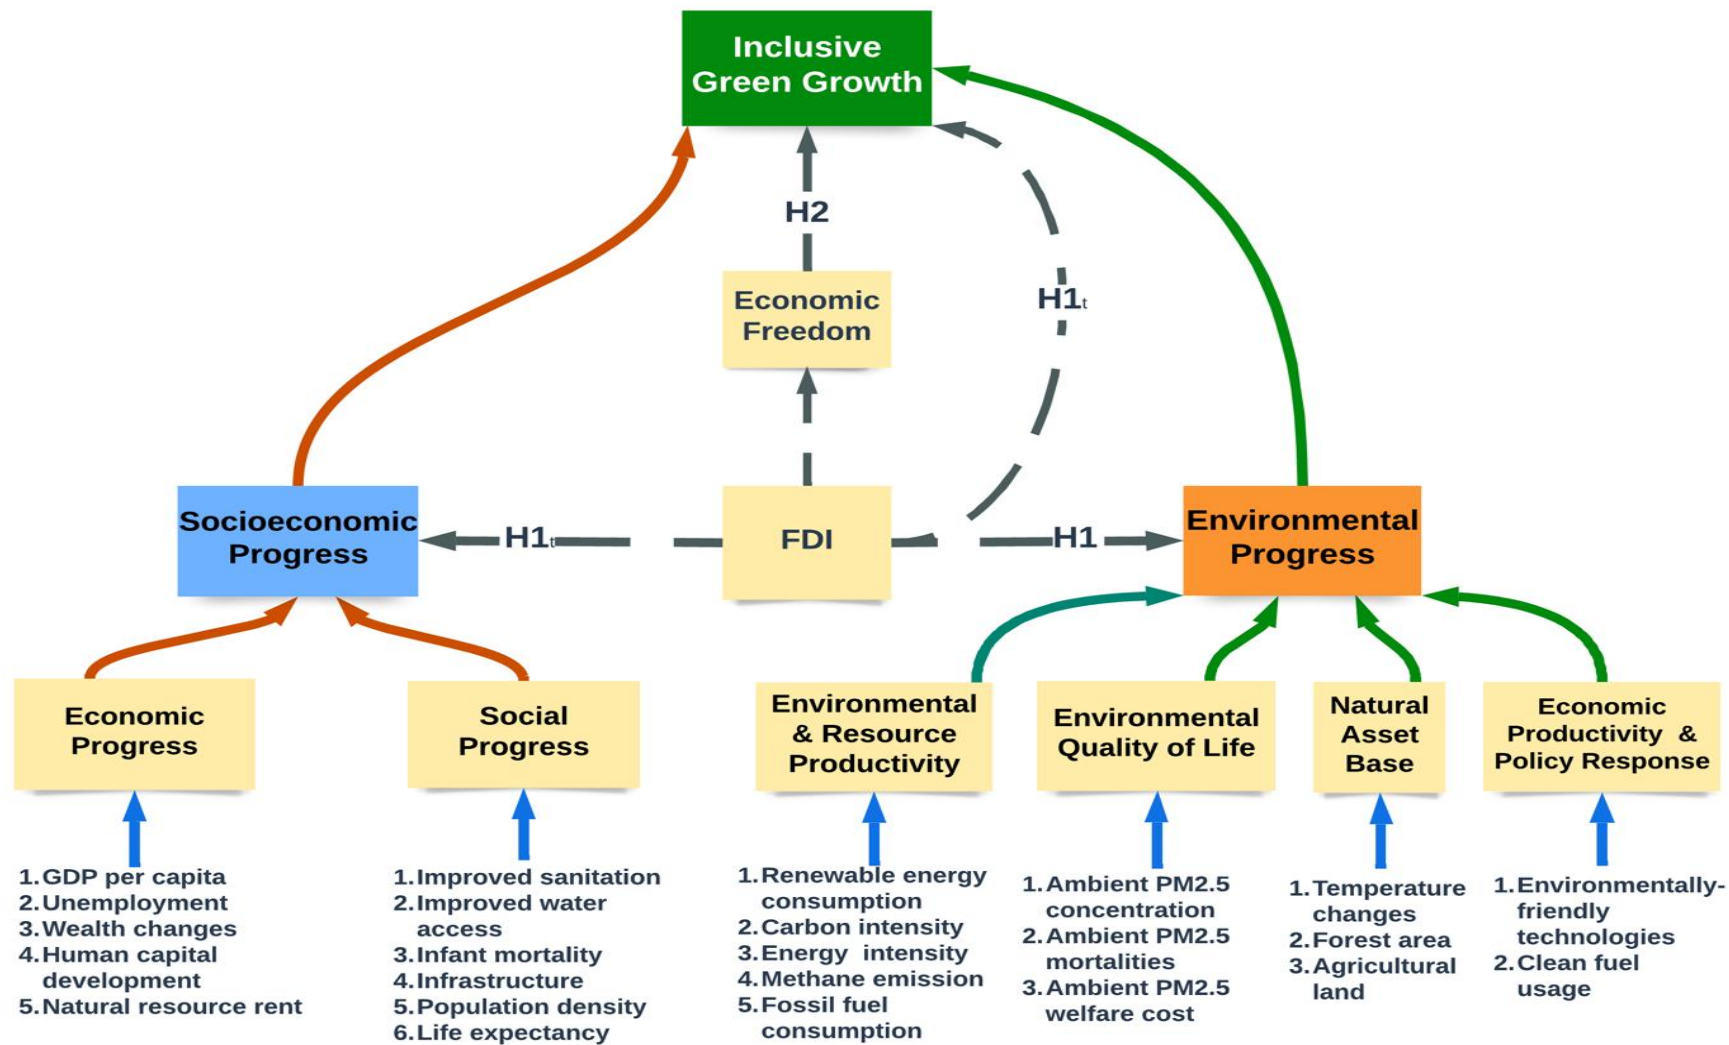 Inclusive
Green Growth
H2
Economic
Freedom
H1t
Socioeconomic
Progress
H1t
FDI
H1
Environmental
Progress
Economic
Progress
Social
Progress
Environmental
& Resource
Productivity
Environmental
Quality of Life
Natural
Asset
Base
Economic
Productivity &
Policy Response
1. GDP per capita
2. Unemployment
3. Wealth changes
4. Human capital
development
5. Natural resource rent
1. Improved sanitation
2. Improved water
access
3. Infant mortality
4. Infrastructure
5. Population density
6. Life expectancy
1. Renewable energy
consumption
2. Carbon intensity
3. Energy intensity
4. Methane emission
5. Fossil fuel
consumption
1. Ambient PM2.5
concentration
2. Ambient PM2.5
mortalities
3. Ambient PM2.5
welfare cost
1. Temperature
changes
2. Forest area
3. Agricultural
land
1. Environmentally-
friendly
technologies
2. Clean fuel
usage